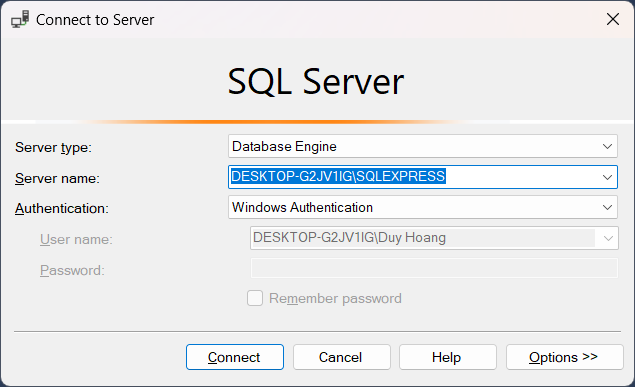 Connect to Server
SQL Server
Server type: Database Engine
Server name: DESKTOP-G2JV1IG\SQLEXPRESS
Authentication: Windows Authentication
User name: DESKTOP-G2JV1IG\Duy Hoang
Password:
Remember password
Connect Cancel Help Options >>